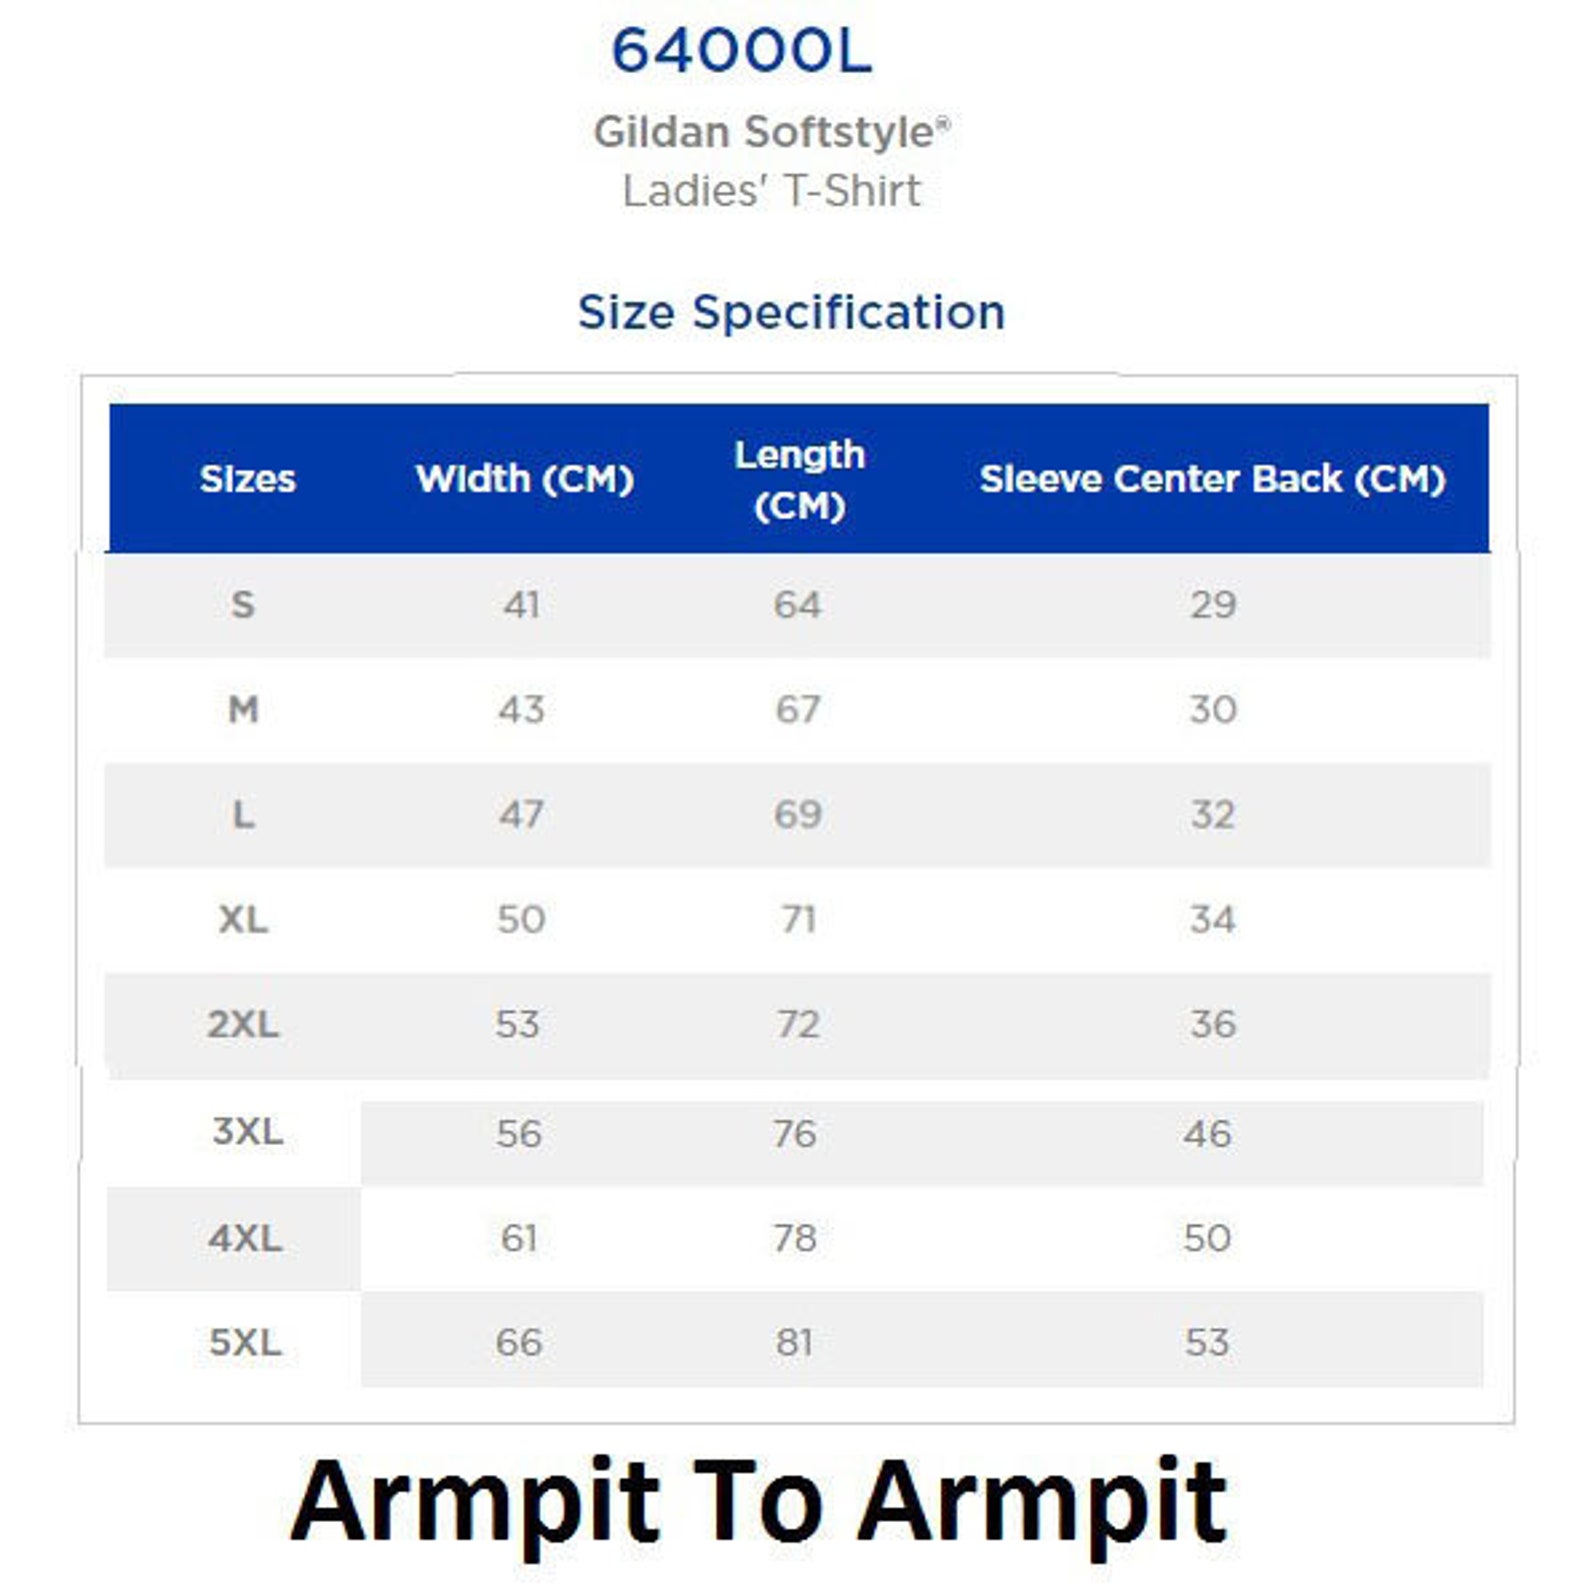 64000L
Gildan Softstyle®
Ladies' T-Shirt
Size Specification
Sizes Width (CM) Length (CM) Sleeve Center Back (CM)
S 41 64 29
M 43 67 30
L 47 69 32
XL 50 71 34
2XL 53 72 36
3XL 56 76 46
4XL 61 78 50
5XL 66 81 53
Armpit To Armpit